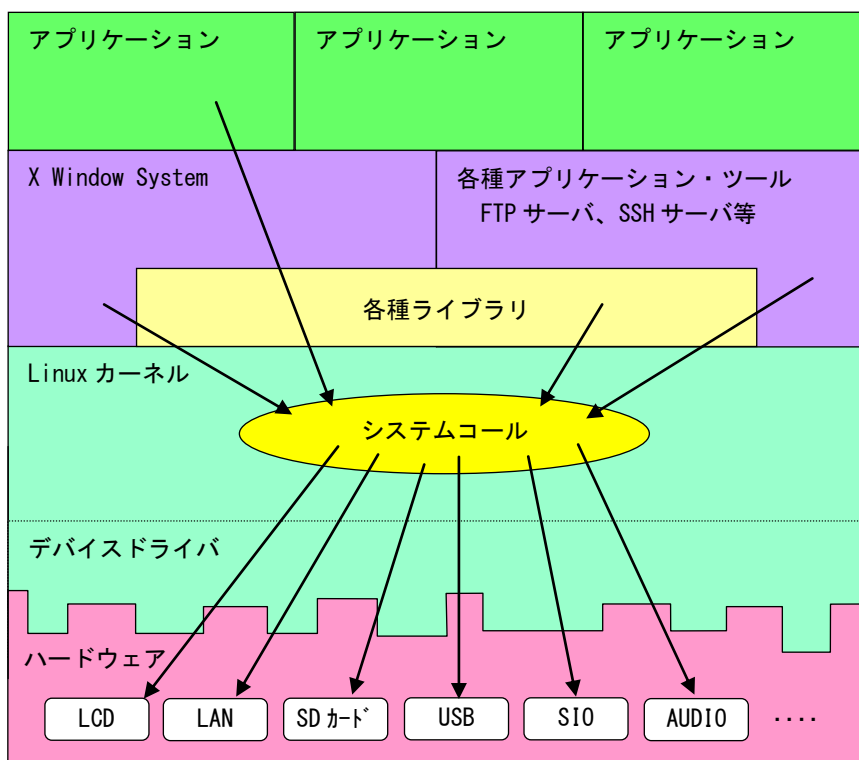 アプリケーション
アプリケーション
アプリケーション
X Window System
各種アプリケーション・ツール
FTP サーバ、SSH サーバ等
各種ライブラリ
Linux カーネル
システムコール
デバイスドライバ
ハードウェア
LCD
LAN
SD ｶｰﾄﾞ
USB
SIO
AUDIO
････